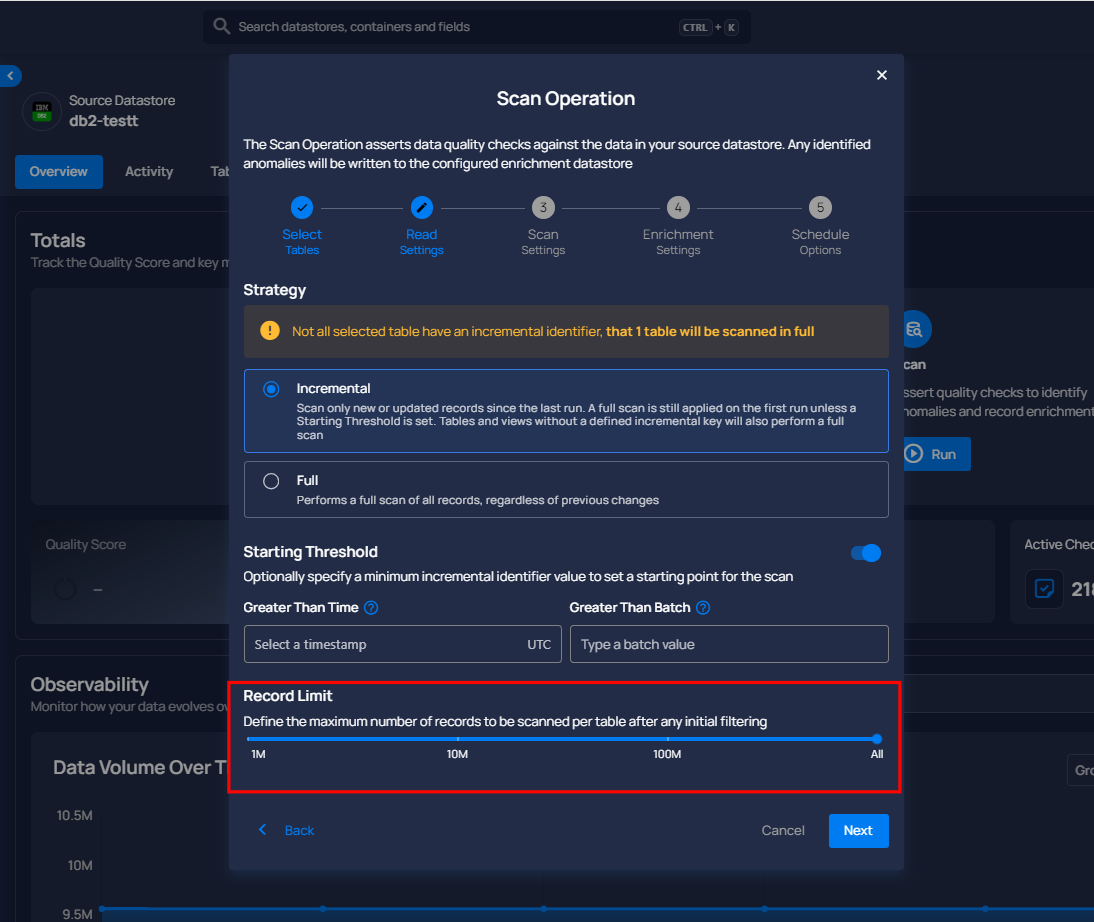 Search datastores, containers and fields
CTRL + K
Source Datastore
db2-testt
IBM
DB2
Overview
Activity
Totals
Track the Quality Score and key
Quality Score
–
Observability
Monitor how your data evolves
Data Volume Over
10.5M
10M
9.5M
Scan Operation
The Scan Operation asserts data quality checks against the data in your source datastore. Any identified
anomalies will be written to the configured enrichment datastore
Select
Tables
Read
Settings
3
Scan
Settings
4
Enrichment
Settings
5
Schedule
Options
Strategy
! Not all selected table have an incremental identifier, that 1 table will be scanned in full
Incremental
Scan only new or updated records since the last run. A full scan is still applied on the first run unless a
Starting Threshold is set. Tables and views without a defined incremental key will also perform a full
scan
Full
Performs a full scan of all records, regardless of previous changes
Starting Threshold
Optionally specify a minimum incremental identifier value to set a starting point for the scan
Greater Than Time ?
Greater Than Batch ?
Select a timestamp UTC
Type a batch value
Record Limit
Define the maximum number of records to be scanned per table after any initial filtering
1M 10M 100M All
Back
Cancel
Next
can
ssert quality checks to identify
nomalies and record enrichment
Run
Active Chec
218
Gro